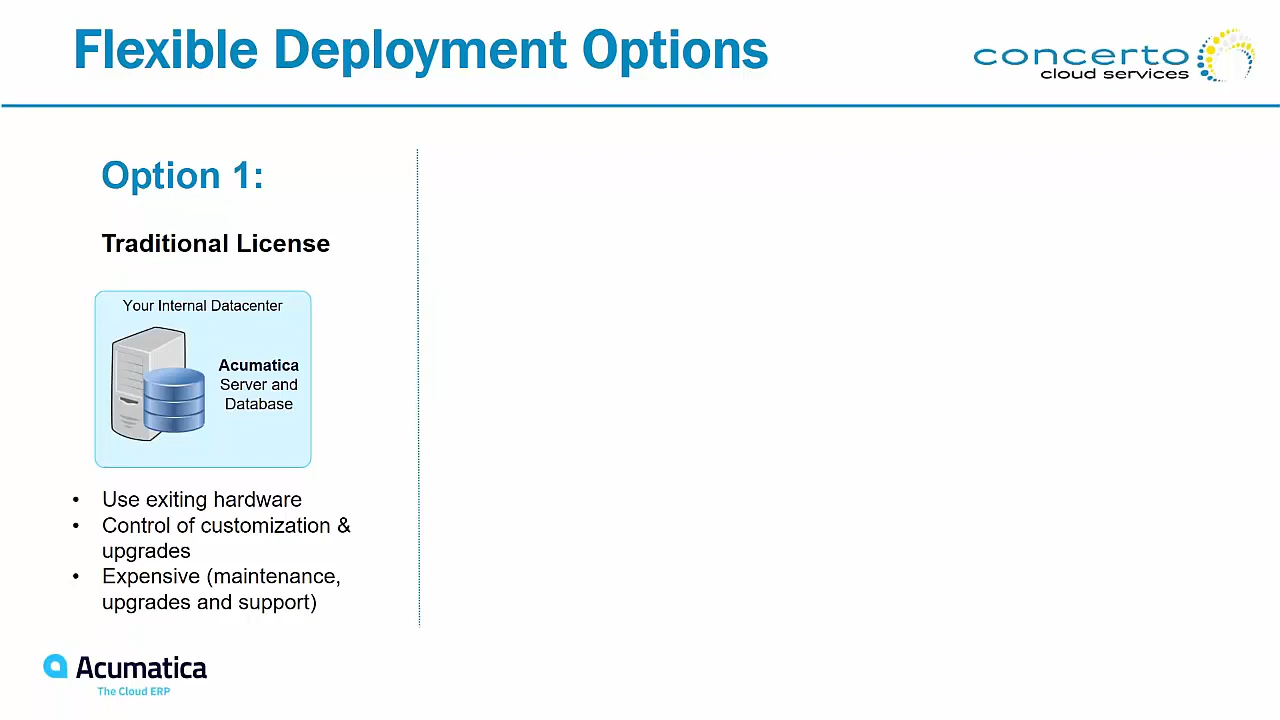 Flexible Deployment Options
concerto
cloud services
Option 1:
Traditional License
Your Internal Datacenter
Acumatica
Server and
Database
• Use exiting hardware
• Control of customization &
upgrades
• Expensive (maintenance,
upgrades and support)
Acumatica
The Cloud ERP